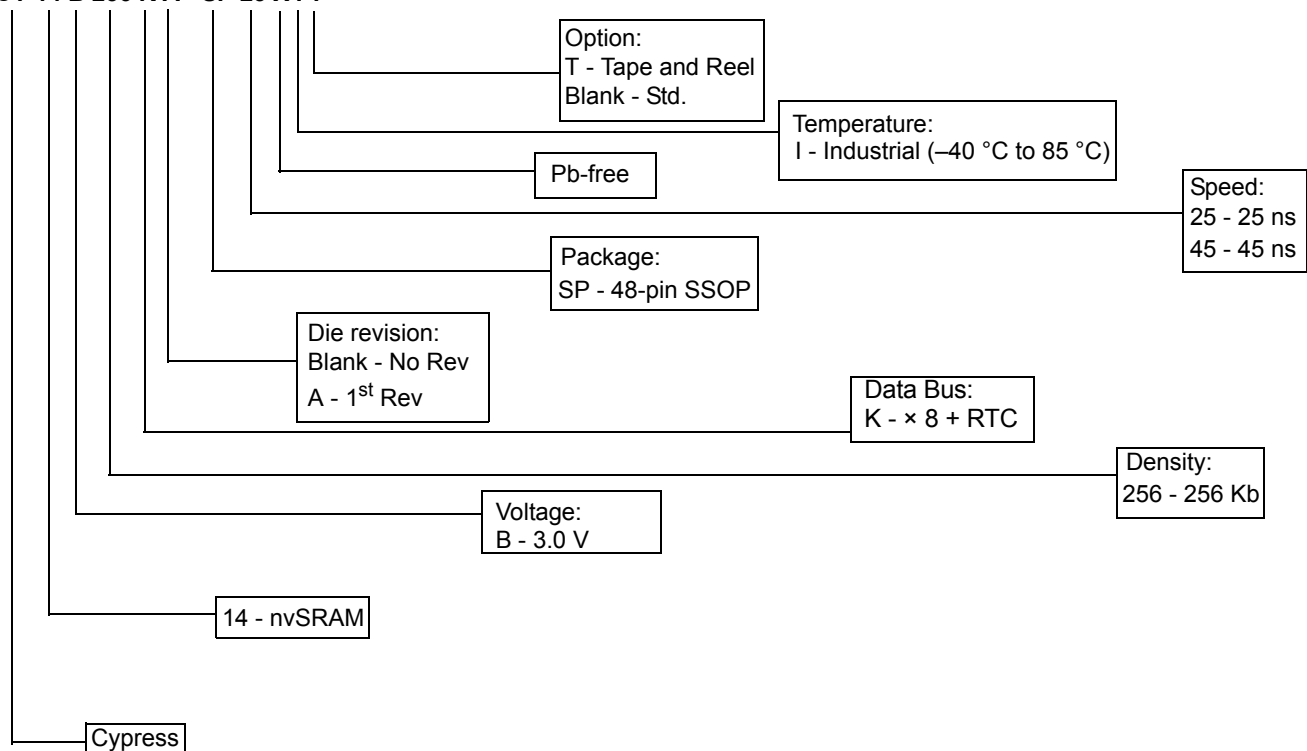 Option:
T - Tape and Reel
Blank - Std.
Temperature:
I - Industrial (–40 °C to 85 °C)
Pb-free
Speed:
25 - 25 ns
45 - 45 ns
Package:
SP - 48-pin SSOP
Die revision:
Blank - No Rev
A - 1st Rev
Data Bus:
K - × 8 + RTC
Density:
256 - 256 Kb
Voltage:
B - 3.0 V
14 - nvSRAM
Cypress